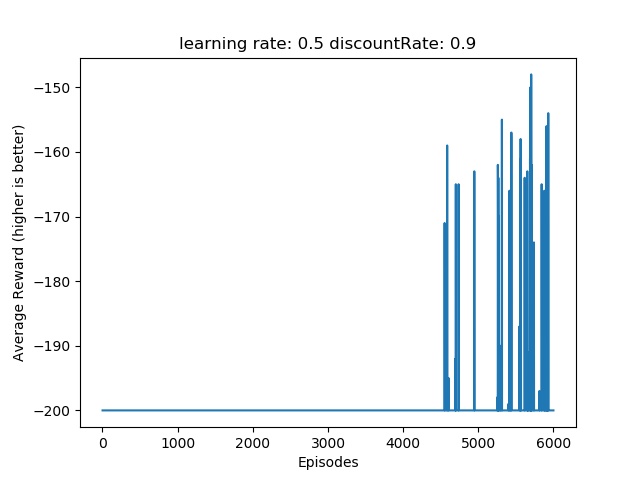 learning rate: 0.5 discountRate: 0.9
Average Reward (higher is better)
−150
−160
−170
−180
−190
−200
0 1000 2000 3000 4000 5000 6000
Episodes